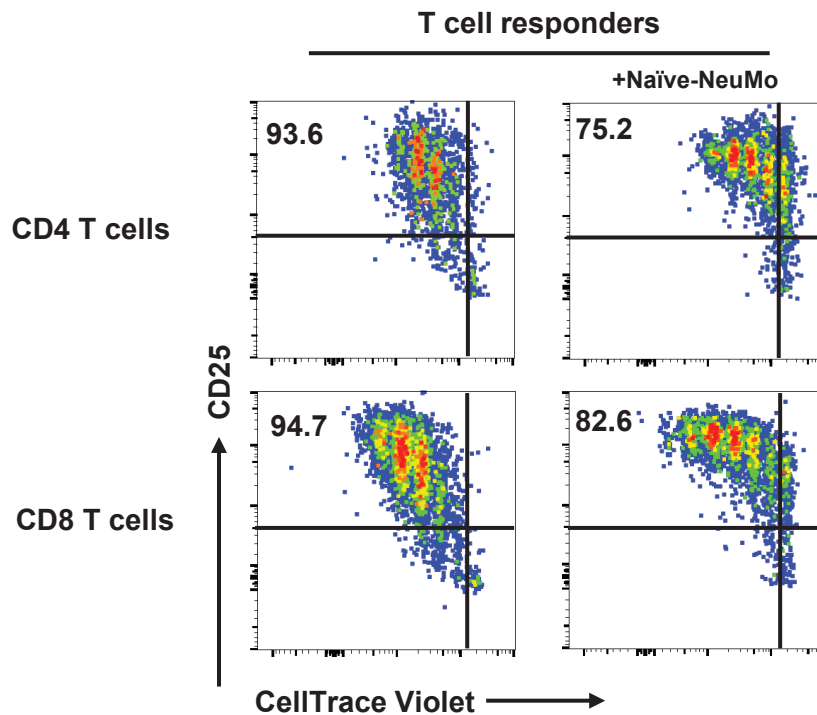 T cell responders
+Naïve-NeuMo
93.6
75.2
CD4 T cells
CD25
94.7
82.6
CD8 T cells
CellTrace Violet